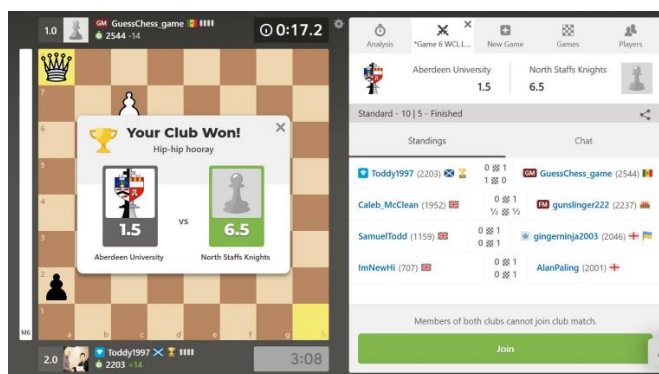 1.0 GM GuessChess_game
2544 -14
0:17.2
7
6
5
4
3
2
1
Your Club Won!
Hip-hip hooray
1.5
vs
6.5
Aberdeen University
North Staffs Knights
M6
a b c d e f g h
2.0 Toddy1997
2203 +14
3:08
Analysis
*Game 6 WCL L...
New Game
Games
Players
Aberdeen University
North Staffs Knights
1.5
6.5
Standard - 10 | 5 - Finished
Standings
Chat
Toddy1997 (2203) 0 1 GM GuessChess_game (2544)
1 0
Caleb_McClean (1952) 0 1 FM gunslinger222 (2237)
½ ½
SamuelTodd (1159) 0 1 gingerninja2003 (2046)
0 1
ImNewHi (707) 0 1 AlanPaling (2001)
0 1
Members of both clubs cannot join club match.
Join